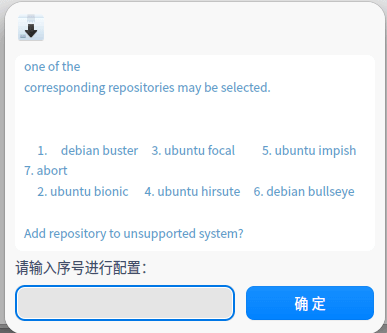 one of the
corresponding repositories may be selected.
1. debian buster 3. ubuntu focal 5. ubuntu impish
7. abort
2. ubuntu bionic 4. ubuntu hirsute 6. debian bullseye
Add repository to unsupported system?
请输入序号进行配置：
确 定